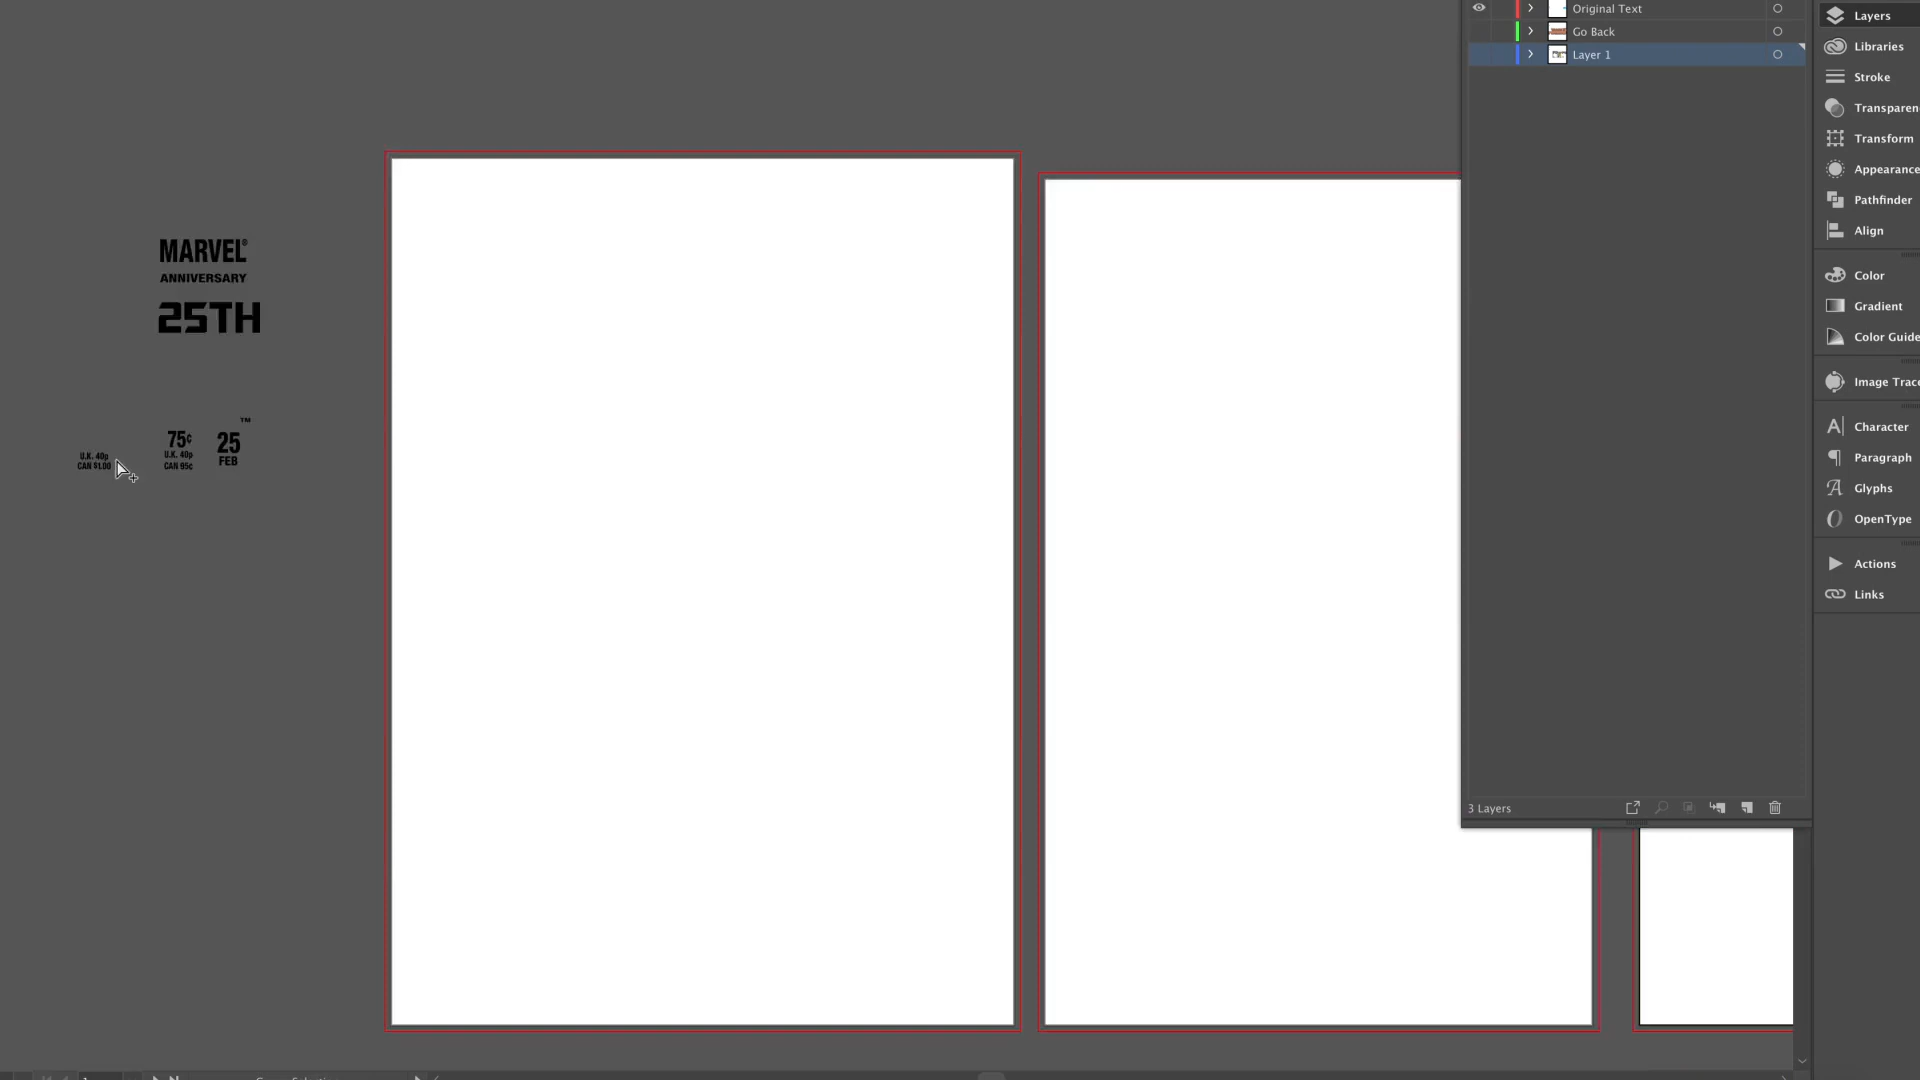 MARVEL®
ANNIVERSARY
25TH
TM
75¢
U.K. 40p
CAN 95¢
25
FEB
U.K. 40p
CAN $1.00
Original Text
Go Back
Layer 1
3 Layers
Layers
Libraries
Stroke
Transparen
Transform
Appearance
Pathfinder
Align
Color
Gradient
Color Guide
Image Trace
Character
Paragraph
Glyphs
OpenType
Actions
Links